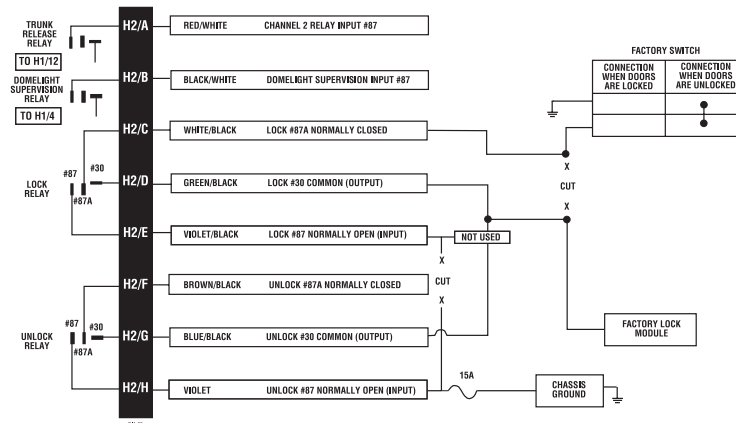 TRUNK
RELEASE
RELAY
TO H1/12
DOMELIGHT
SUPERVISION
RELAY
TO H1/4
H2/A RED/WHITE CHANNEL 2 RELAY INPUT #87
H2/B BLACK/WHITE DOMELIGHT SUPERVISION INPUT #87
H2/C WHITE/BLACK LOCK #87A NORMALLY CLOSED
#87
#30
#87A
LOCK
RELAY
H2/D GREEN/BLACK LOCK #30 COMMON (OUTPUT)
H2/E VIOLET/BLACK LOCK #87 NORMALLY OPEN (INPUT)
NOT USED
X
CUT
X
H2/F BROWN/BLACK UNLOCK #87A NORMALLY CLOSED
#87
#30
#87A
UNLOCK
RELAY
H2/G BLUE/BLACK UNLOCK #30 COMMON (OUTPUT)
H2/H VIOLET UNLOCK #87 NORMALLY OPEN (INPUT)
15A
CHASSIS
GROUND
FACTORY SWITCH
CONNECTION
WHEN DOORS
ARE LOCKED
CONNECTION
WHEN DOORS
ARE UNLOCKED
X
CUT
X
FACTORY LOCK
MODULE